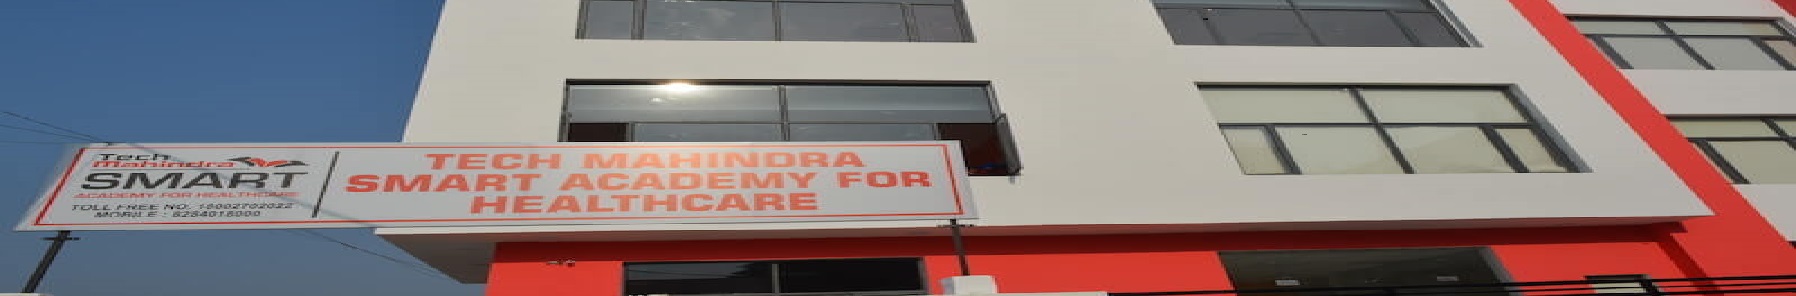 Tech
Mahindra
SMART
ACADEMY FOR HEALTHCARE
TOLL FREE NO. 18002702022
MOBILE : 8284018000
TECH MAHINDRA
SMART ACADEMY FOR
HEALTHCARE